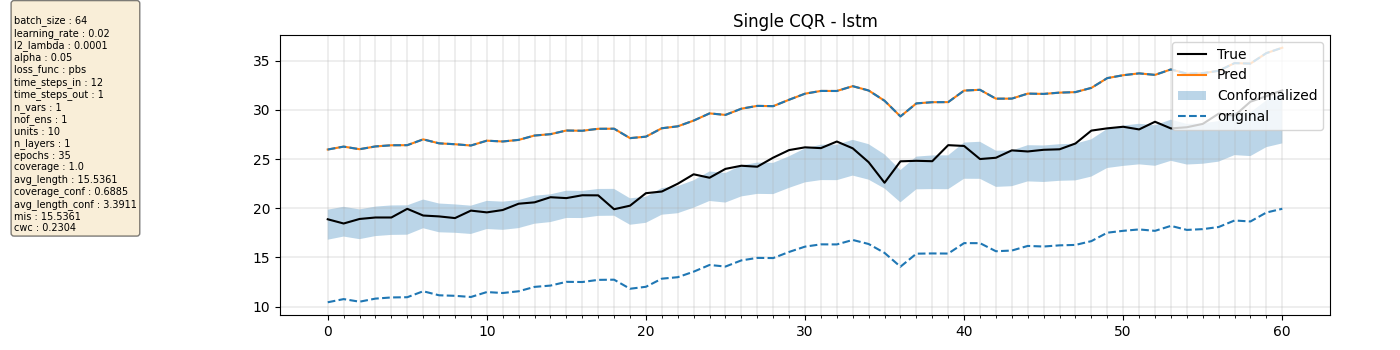 batch_size : 64
learning_rate : 0.02
l2_lambda : 0.0001
alpha : 0.05
loss_func : pbs
time_steps_in : 12
time_steps_out : 1
n_vars : 1
nof_ens : 1
units : 10
n_layers : 1
epochs : 35
coverage : 1.0
avg_length : 15.5361
coverage_conf : 0.6885
avg_length_conf : 3.3911
mis : 15.5361
cwc : 0.2304
Single CQR - lstm
35
30
25
20
15
10
True
Pred
Conformalized
original
0 10 20 30 40 50 60